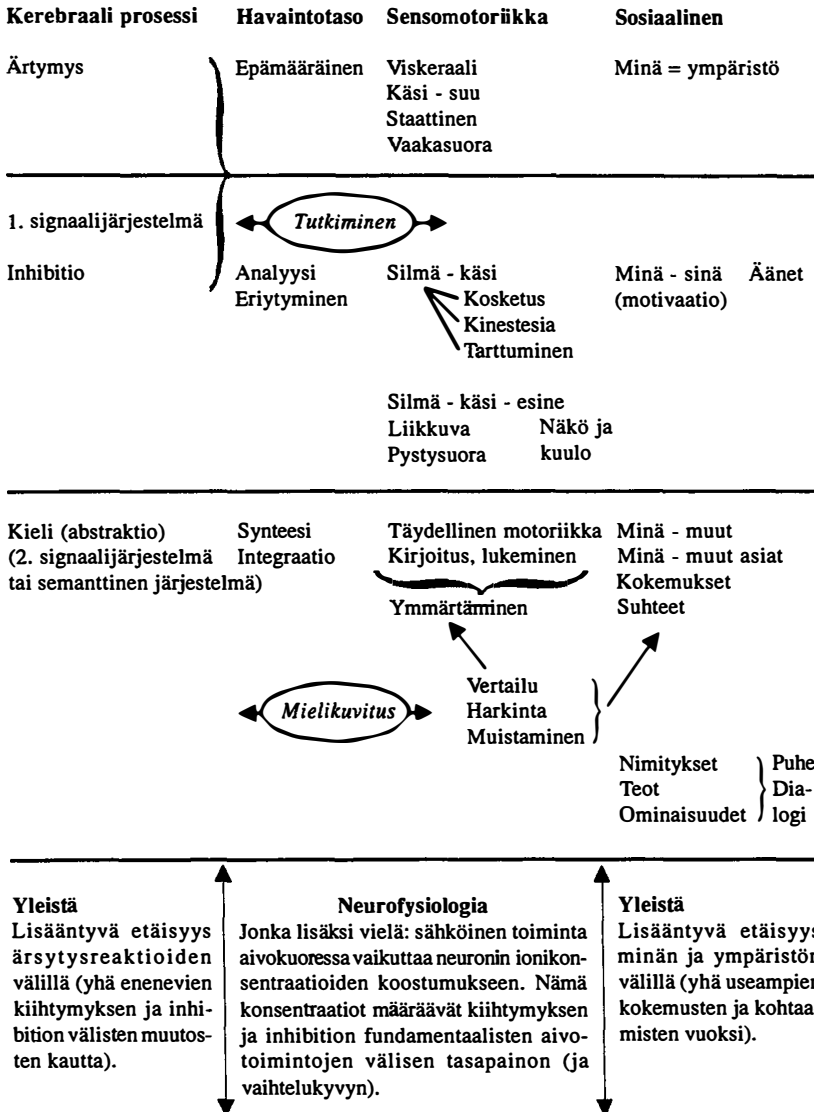 Kerebraali prosessi Havaintotaso Sensomotoriikka Sosiaalinen
Ärtymys Epämääräinen Viskeraali Minä = ympäristö
Käsi - suu
Staattinen
Vaakasuora
1. signaalijärjestelmä Tutkiminen
Inhibitio Analyysi Silmä - käsi Minä - sinä Äänet
Eriytyminen Kosketus (motivaatio)
Kinestesia
Tarttuminen
Silmä - käsi - esine
Liikkuva Näkö ja
Pystysuora kuulo
Kieli (abstraktio) Synteesi Täydellinen motoriikka Minä - muut
(2. signaalijärjestelmä Integraatio Kirjoitus, lukeminen Minä - muut asiat
tai semanttinen järjestelmä) Kokemukset
Ymmärtäminen Suhteet
Vertailu
Mielikuvitus Harkinta
Muistaminen
Nimitykset Puhe
Teot Dia-
Ominaisuudet logi
Yleistä
Lisääntyvä etäisyys
ärsytysreaktioiden
välillä (yhä enenevien
kiihtymyksen ja inhi-
bition välisten muutos-
ten kautta).
Neurofysiologia
Jonka lisäksi vielä: sähköinen toiminta
aivokuoressa vaikuttaa neuronin ionikon-
sentraatioiden koostumukseen. Nämä
konsentraatiot määräävät kiihtymyksen
ja inhibition fundamentaalisten aivo-
toimintojen välisen tasapainon (ja
vaihtelukyvyn).
Yleistä
Lisääntyvä etäisyys
minän ja ympäristön
välillä (yhä useampien
kokemusten ja kohtaa
misten vuoksi).